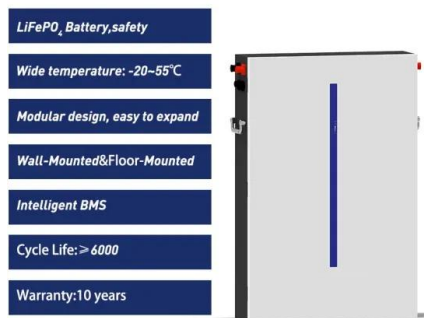 LiFePO₄ Battery,safety
Wide temperature: -20~55℃
Modular design, easy to expand
Wall-Mounted&Floor-Mounted
Intelligent BMS
Cycle Life:≥6000
Warranty:10 years